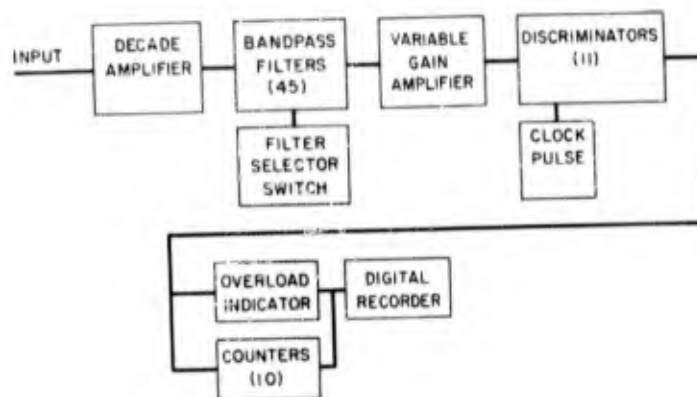 INPUT
DECADE
AMPLIFIER
BANDPASS
FILTERS
(45)
VARIABLE
GAIN
AMPLIFIER
DISCRIMINATORS
(11)
FILTER
SELECTOR
SWITCH
CLOCK
PULSE
OVERLOAD
INDICATOR
DIGITAL
RECORDER
COUNTERS
(10)